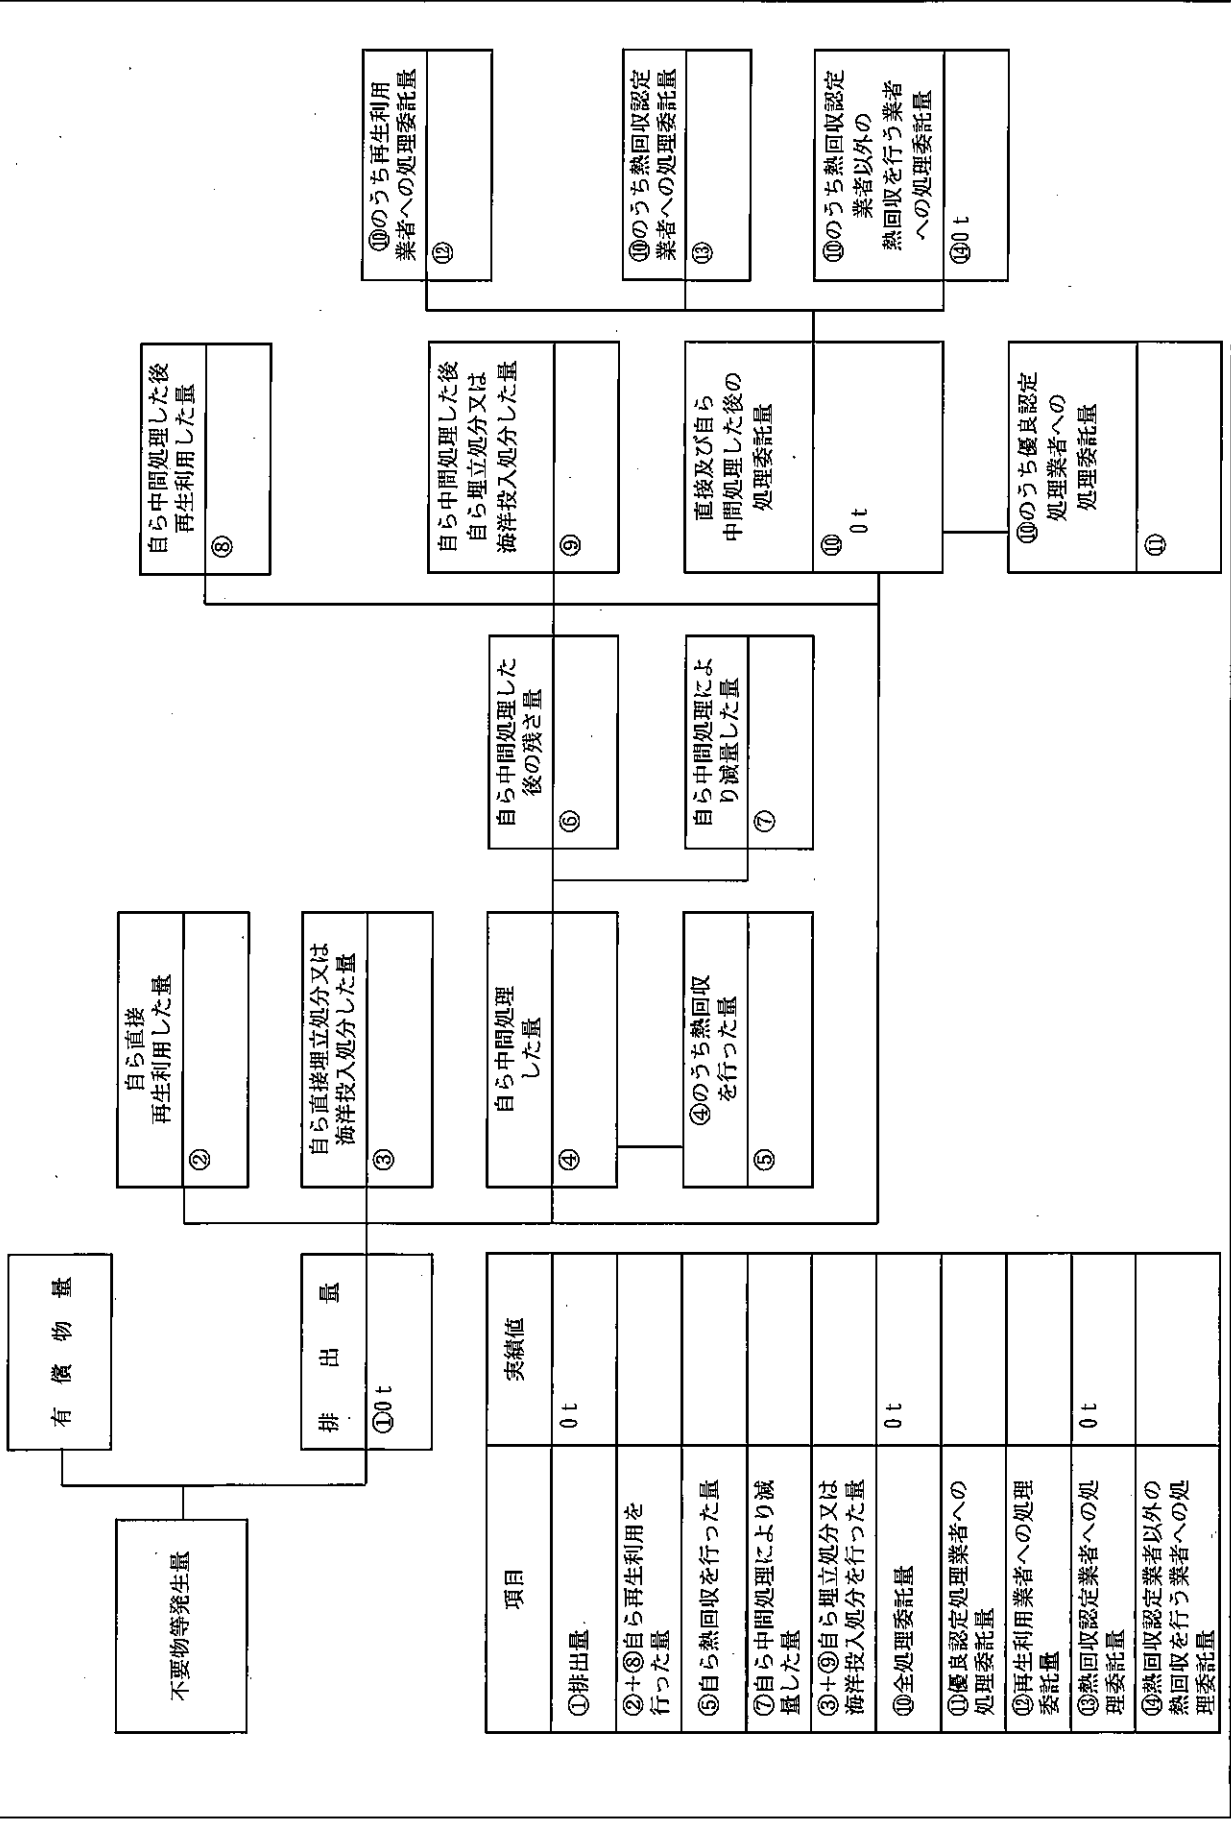 不要物等発生量
有償物量
排出量
①0 t
自ら直接
再生利用した量
②
自ら直接埋立処分又は
海洋投入処分した量
③
自ら中間処理
した量
④
④のうち熱回収
を行った量
⑤
自ら中間処理した
後の残さ量
⑥
自ら中間処理によ
り減量した量
⑦
自ら中間処理した後
再生利用した量
⑧
自ら中間処理した後
自ら埋立処分又は
海洋投入処分した量
⑨
直接及び自ら
中間処理した後の
処理委託量
⑩
0 t
⑩のうち優良認定
処理業者への
処理委託量
⑪
⑩のうち再生利用
業者への処理委託量
⑫
⑩のうち熱回収認定
業者への処理委託量
⑬
⑩のうち熱回収認定
業者以外の
熱回収を行う業者
への処理委託量
⑭0 t
項目 実績値
①排出量 0 t
②+⑧自ら再生利用を
行った量
⑤自ら熱回収を行った量
⑦自ら中間処理により減
量した量
③+⑨自ら埋立処分又は
海洋投入処分を行った量
⑩全処理委託量 0 t
⑪優良認定処理業者への
処理委託量
⑫再生利用業者への処理
委託量
⑬熱回収認定業者への処
理委託量 0 t
⑭熱回収認定業者以外の
熱回収を行う業者への処
理委託量